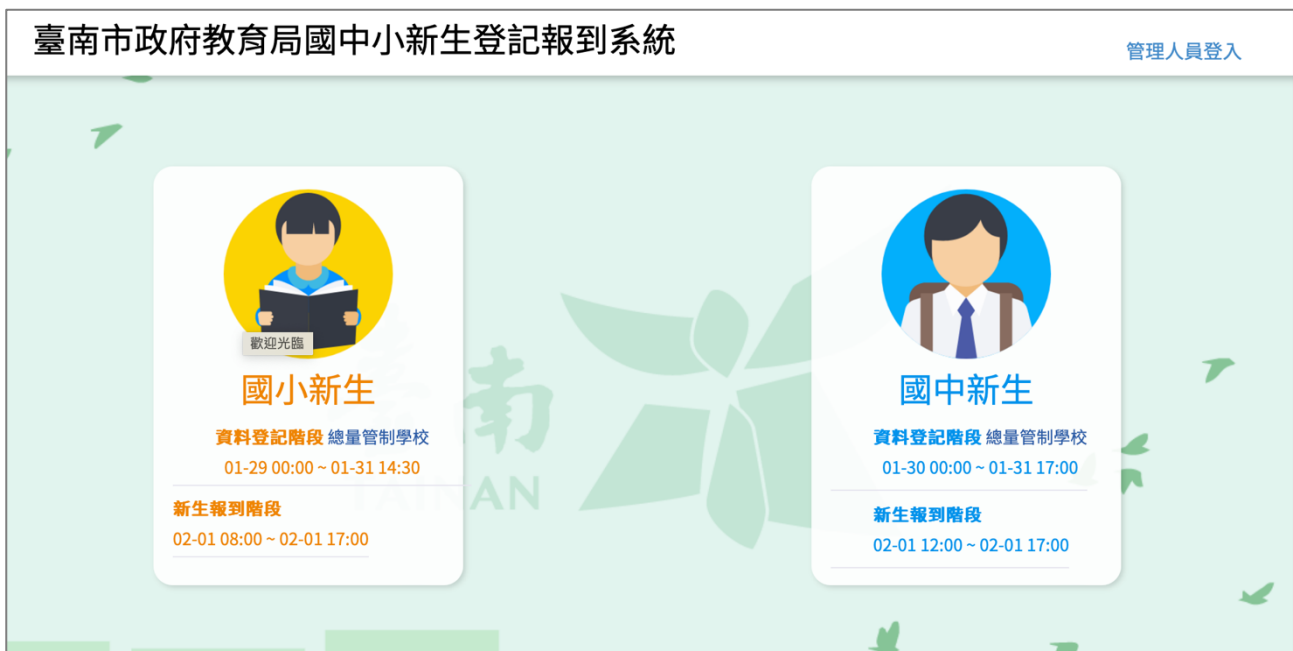 臺南市政府教育局國中小新生登記報到系統
管理人員登入
歡迎光臨
國小新生
資料登記階段 總量管制學校
01-29 00:00 ~ 01-31 14:30
新生報到階段
02-01 08:00 ~ 02-01 17:00
國中新生
資料登記階段 總量管制學校
01-30 00:00 ~ 01-31 17:00
新生報到階段
02-01 12:00 ~ 02-01 17:00
臺南
TAINAN